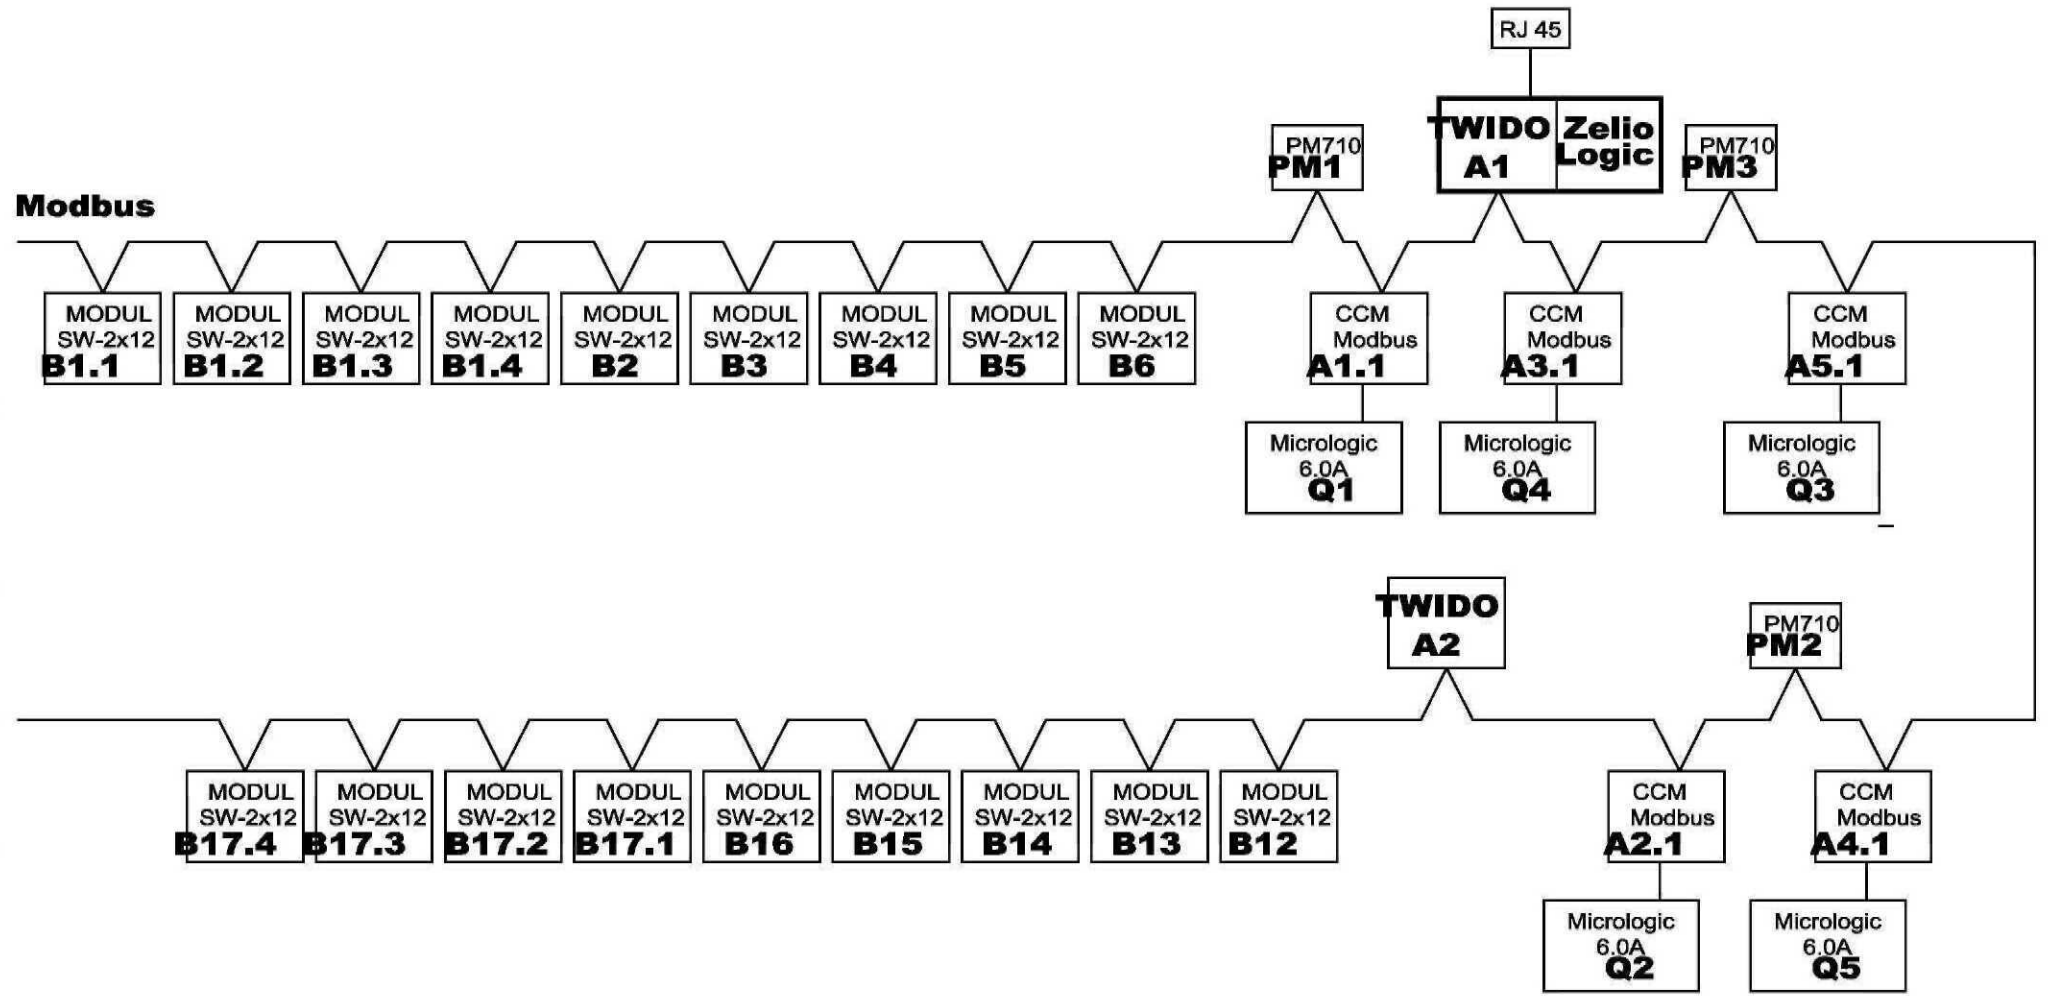 RJ 45
TWIDO
A1
Zelio
Logic
PM710
PM1
PM710
PM3
Modbus
MODUL
SW-2x12
B1.1
MODUL
SW-2x12
B1.2
MODUL
SW-2x12
B1.3
MODUL
SW-2x12
B1.4
MODUL
SW-2x12
B2
MODUL
SW-2x12
B3
MODUL
SW-2x12
B4
MODUL
SW-2x12
B5
MODUL
SW-2x12
B6
CCM
Modbus
A1.1
CCM
Modbus
A3.1
CCM
Modbus
A5.1
Micrologic
6.0A
Q1
Micrologic
6.0A
Q4
Micrologic
6.0A
Q3
TWIDO
A2
PM710
PM2
MODUL
SW-2x12
B17.4
MODUL
SW-2x12
B17.3
MODUL
SW-2x12
B17.2
MODUL
SW-2x12
B17.1
MODUL
SW-2x12
B16
MODUL
SW-2x12
B15
MODUL
SW-2x12
B14
MODUL
SW-2x12
B13
MODUL
SW-2x12
B12
CCM
Modbus
A2.1
CCM
Modbus
A4.1
Micrologic
6.0A
Q2
Micrologic
6.0A
Q5